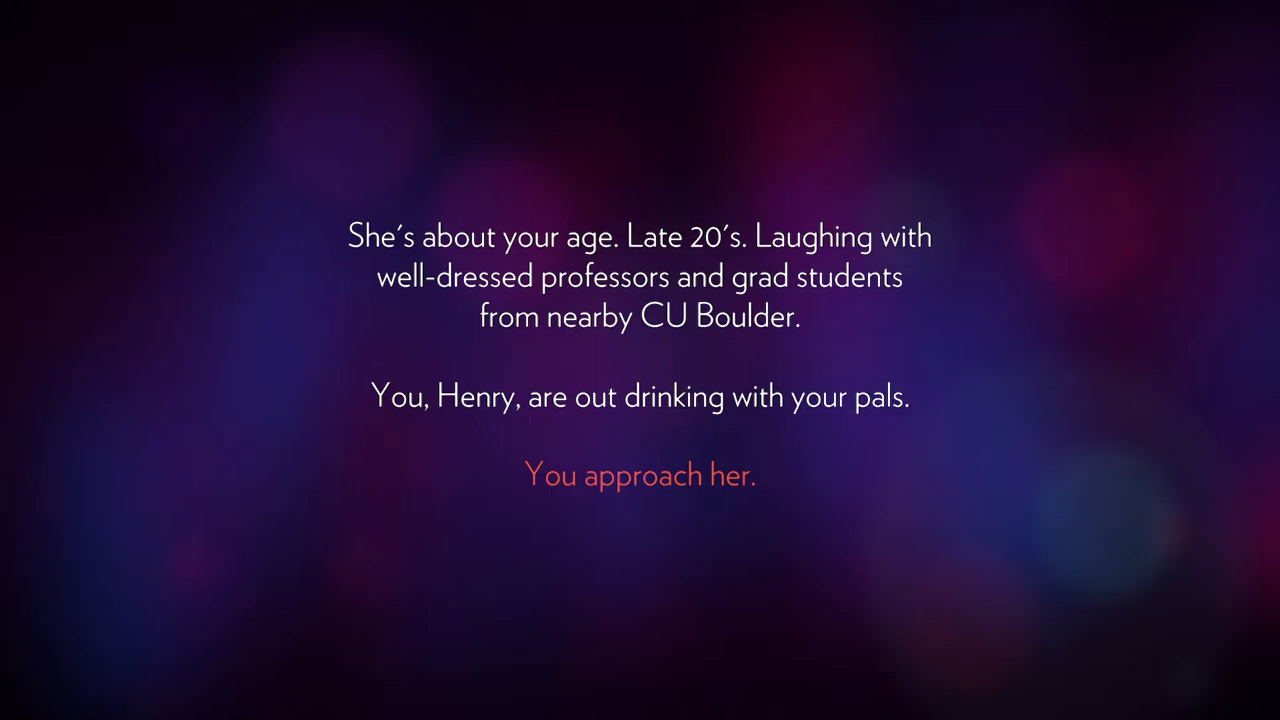 She's about your age. Late 20's. Laughing with
well-dressed professors and grad students
from nearby CU Boulder.
You, Henry, are out drinking with your pals.
You approach her.